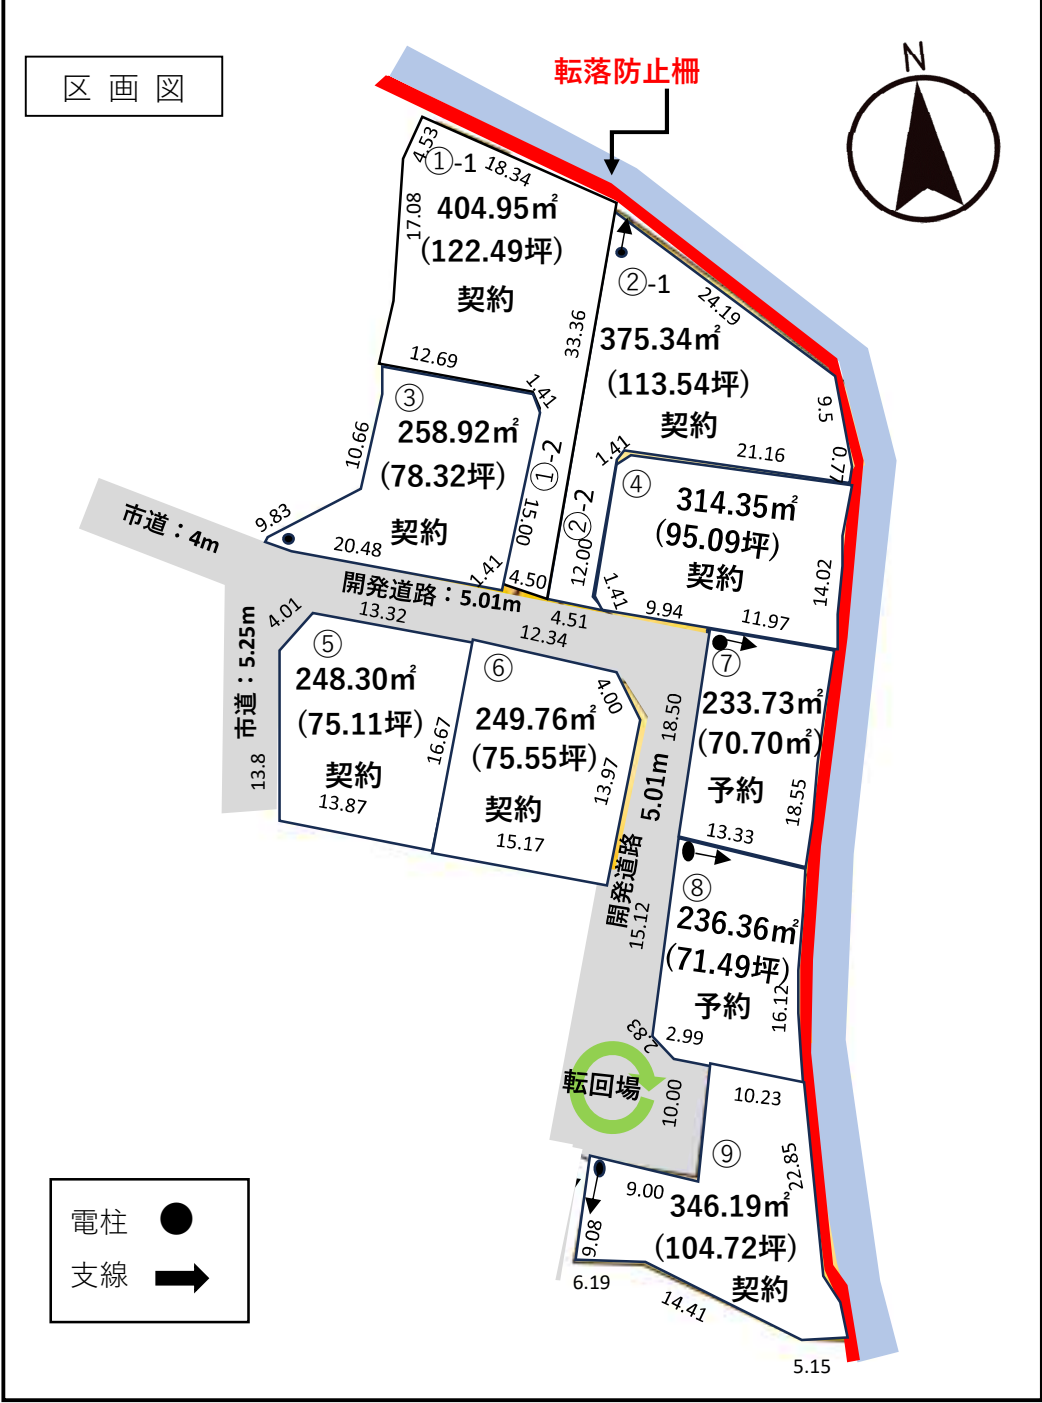 区画図
転落防止柵
N
①-1
4.53
18.34
17.08
404.95㎡
(122.49坪)
契約
12.69
33.36
1.41
①-2
15.00
4.50
②-1
24.19
375.34㎡
(113.54坪)
契約
9.5
0.77
21.16
1.41
②-2
12.00
4.51
③
258.92㎡
(78.32坪)
契約
10.66
9.83
20.48
1.41
④
314.35㎡
(95.09坪)
契約
14.02
1.41
9.94
11.97
市道：4m
開発道路：5.01m
市道：5.25m
4.01
13.32
12.34
⑤
248.30㎡
(75.11坪)
契約
13.8
13.87
16.67
⑥
249.76㎡
(75.55坪)
契約
4.00
13.97
15.17
開発道路 5.01m
⑦
233.73㎡
(70.70㎡)
予約
18.50
18.55
13.33
⑧
236.36㎡
(71.49坪)
予約
15.12
16.12
2.83
2.99
転回場
10.00
10.23
⑨
346.19㎡
(104.72坪)
契約
22.85
9.00
9.08
6.19
14.41
5.15
電柱
支線